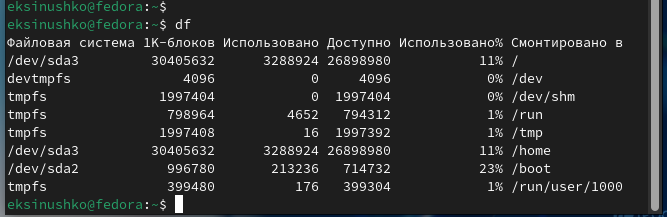 eksinushko@fedora:~$
eksinushko@fedora:~$ df
Файловая система 1K-блоков Использовано Доступно Использовано% Смонтировано в
/dev/sda3 30405632 3288924 26898980 11% /
devtmpfs 4096 0 4096 0% /dev
tmpfs 1997404 0 1997404 0% /dev/shm
tmpfs 798964 4652 794312 1% /run
tmpfs 1997408 16 1997392 1% /tmp
/dev/sda3 30405632 3288924 26898980 11% /home
/dev/sda2 996780 213236 714732 23% /boot
tmpfs 399480 176 399304 1% /run/user/1000
eksinushko@fedora:~$